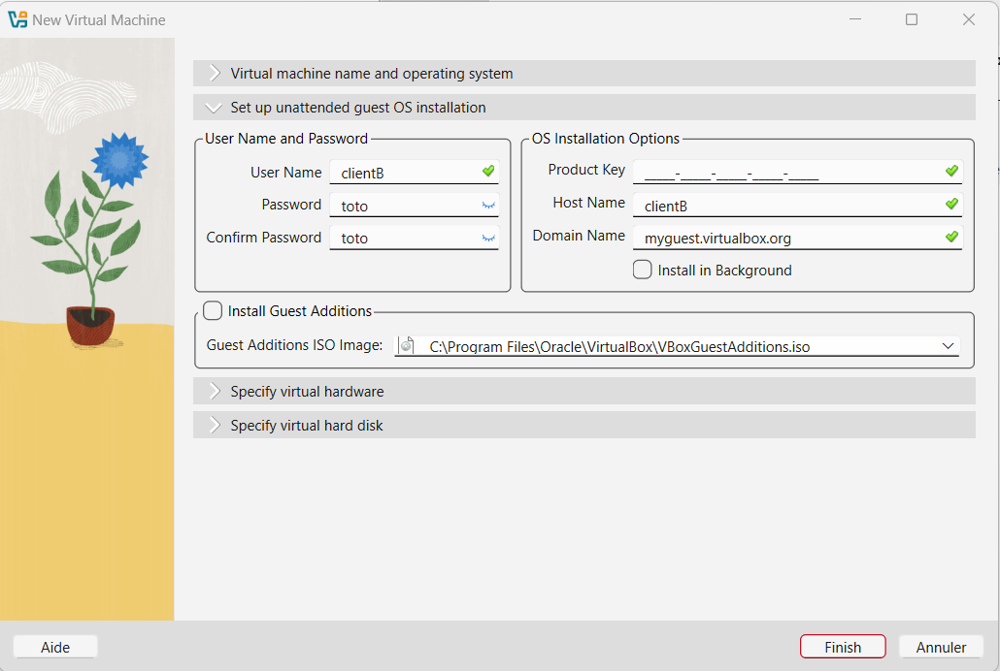 New Virtual Machine
Virtual machine name and operating system
Set up unattended guest OS installation
User Name and Password
User Name clientB
Password toto
Confirm Password toto
OS Installation Options
Product Key _____-_____-_____-_____-_____
Host Name clientB
Domain Name myguest.virtualbox.org
Install in Background
Install Guest Additions
Guest Additions ISO Image: C:\Program Files\Oracle\VirtualBox\VBoxGuestAdditions.iso
Specify virtual hardware
Specify virtual hard disk
Aide
Finish
Annuler